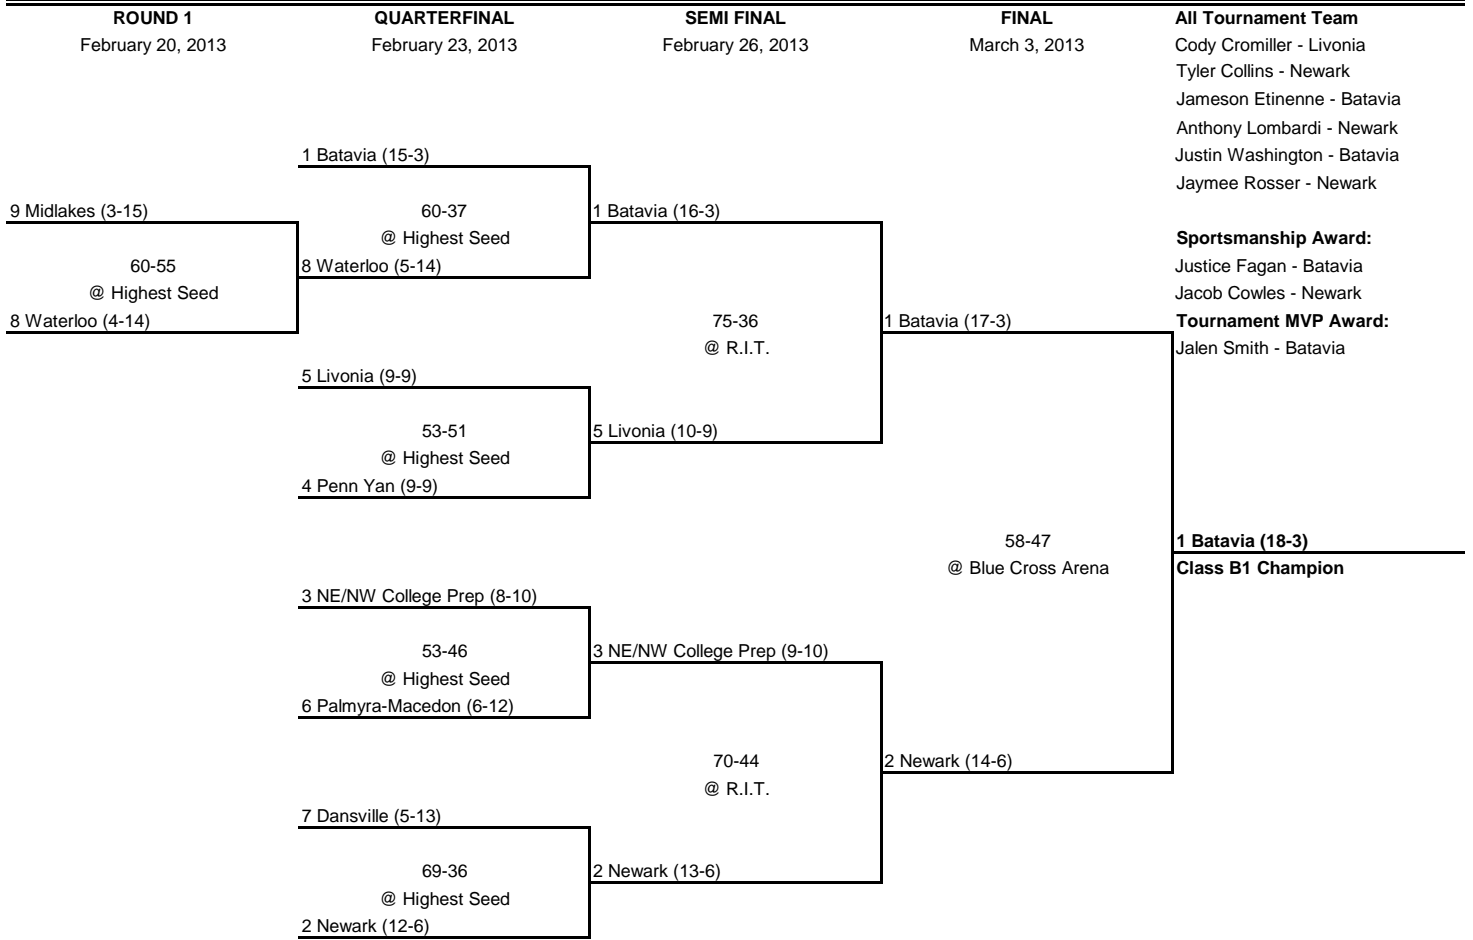 ROUND 1
February 20, 2013
9 Midlakes (3-15)
60-55
@ Highest Seed
8 Waterloo (4-14)
QUARTERFINAL
February 23, 2013
1 Batavia (15-3)
60-37
@ Highest Seed
8 Waterloo (5-14)
5 Livonia (9-9)
53-51
@ Highest Seed
4 Penn Yan (9-9)
3 NE/NW College Prep (8-10)
53-46
@ Highest Seed
6 Palmyra-Macedon (6-12)
7 Dansville (5-13)
69-36
@ Highest Seed
2 Newark (12-6)
SEMI FINAL
February 26, 2013
1 Batavia (16-3)
75-36
@ R.I.T.
5 Livonia (10-9)
3 NE/NW College Prep (9-10)
70-44
@ R.I.T.
2 Newark (13-6)
FINAL
March 3, 2013
1 Batavia (17-3)
58-47
@ Blue Cross Arena
2 Newark (14-6)
All Tournament Team
Cody Cromiller - Livonia
Tyler Collins - Newark
Jameson Etinenne - Batavia
Anthony Lombardi - Newark
Justin Washington - Batavia
Jaymee Rosser - Newark
Sportsmanship Award:
Justice Fagan - Batavia
Jacob Cowles - Newark
Tournament MVP Award:
Jalen Smith - Batavia
1 Batavia (18-3)
Class B1 Champion